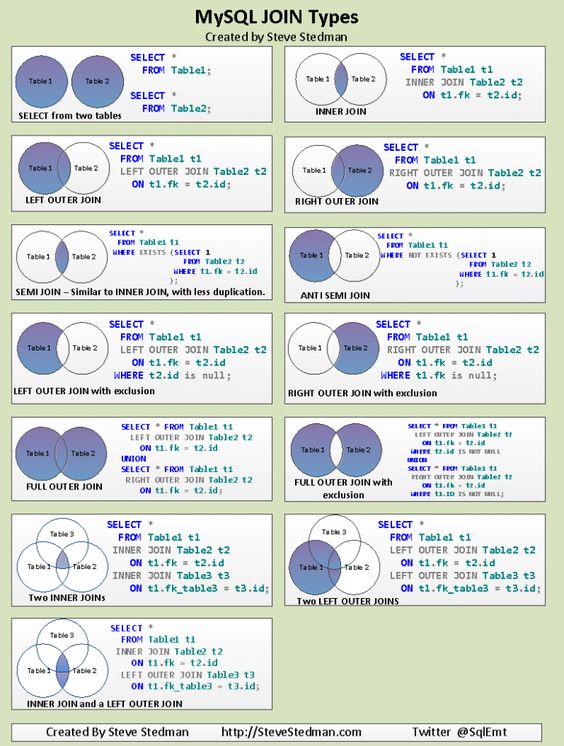 MySQL JOIN Types
Created by Steve Stedman
Table 1
Table 2
SELECT *
FROM Table1;
SELECT *
FROM Table2;
SELECT from two tables
Table 1
Table 2
SELECT *
FROM Table1 t1
INNER JOIN Table2 t2
ON t1.fk = t2.id;
INNER JOIN
Table 1
Table 2
SELECT *
FROM Table1 t1
LEFT OUTER JOIN Table2 t2
ON t1.fk = t2.id;
LEFT OUTER JOIN
Table 1
Table 2
SELECT *
FROM Table1 t1
RIGHT OUTER JOIN Table2 t2
ON t1.fk = t2.id;
RIGHT OUTER JOIN
Table 1
Table 2
SELECT *
FROM Table1 t1
WHERE EXISTS (SELECT 1
FROM Table2 t2
WHERE t1.fk = t2.id
);
SEMI JOIN – Similar to INNER JOIN, with less duplication.
Table 1
Table 2
SELECT *
FROM Table1 t1
WHERE NOT EXISTS (SELECT 1
FROM Table2 t2
WHERE t1.fk = t2.id
);
ANTI SEMI JOIN
Table 1
Table 2
SELECT *
FROM Table1 t1
LEFT OUTER JOIN Table2 t2
ON t1.fk = t2.id
WHERE t2.id is null;
LEFT OUTER JOIN with exclusion
Table 1
Table 2
SELECT *
FROM Table1 t1
RIGHT OUTER JOIN Table2 t2
ON t1.fk = t2.id
WHERE t1.fk is null;
RIGHT OUTER JOIN with exclusion
Table 1
Table 2
SELECT * FROM Table1 t1
LEFT OUTER JOIN Table2 t2
ON t1.fk = t2.id
UNION
SELECT * FROM Table1 t1
RIGHT OUTER JOIN Table2 t2
ON t1.fk = t2.id;
FULL OUTER JOIN
Table 1
Table 2
SELECT * FROM Table1 t1
LEFT OUTER JOIN Table2 t2
ON t1.fk = t2.id
WHERE t2.id IS NOT NULL
UNION
SELECT * FROM Table1 t1
RIGHT OUTER JOIN Table2 t2
ON t1.fk = t2.id
WHERE t1.ID IS NOT NULL;
FULL OUTER JOIN with
exclusion
Table 3
Table 1
Table 2
SELECT *
FROM Table1 t1
INNER JOIN Table2 t2
ON t1.fk = t2.id
INNER JOIN Table3 t3
ON t1.fk_table3 = t3.id;
Two INNER JOINs
Table 3
Table 1
Table 2
SELECT *
FROM Table1 t1
LEFT OUTER JOIN Table2 t2
ON t1.fk = t2.id
LEFT OUTER JOIN Table3 t3
ON t1.fk_table3 = t3.id;
Two LEFT OUTER JOINS
Table 3
Table 1
Table 2
SELECT *
FROM Table1 t1
INNER JOIN Table2 t2
ON t1.fk = t2.id
LEFT OUTER JOIN Table3 t3
ON t1.fk_table3 = t3.id;
INNER JOIN and a LEFT OUTER JOIN
Created By Steve Stedman http://SteveStedman.com Twitter @SqlEmt